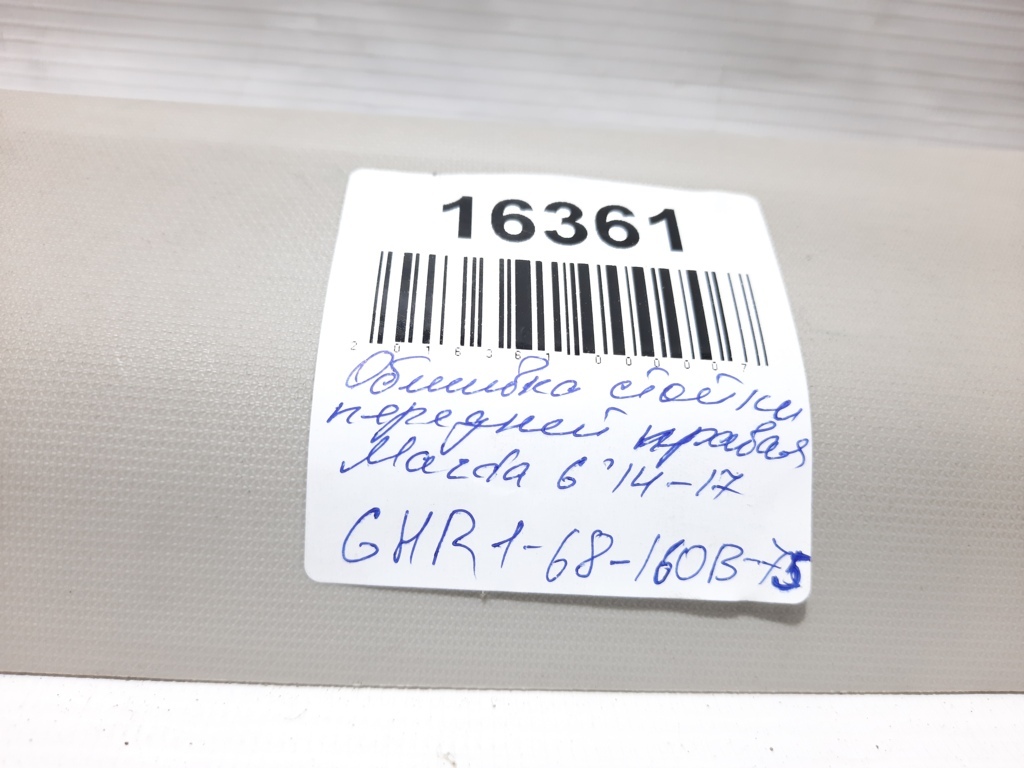 16361
2016361000007
Обшивка стойки
передней правая
Mazda 6 '14-17
GHR1-68-160B-75